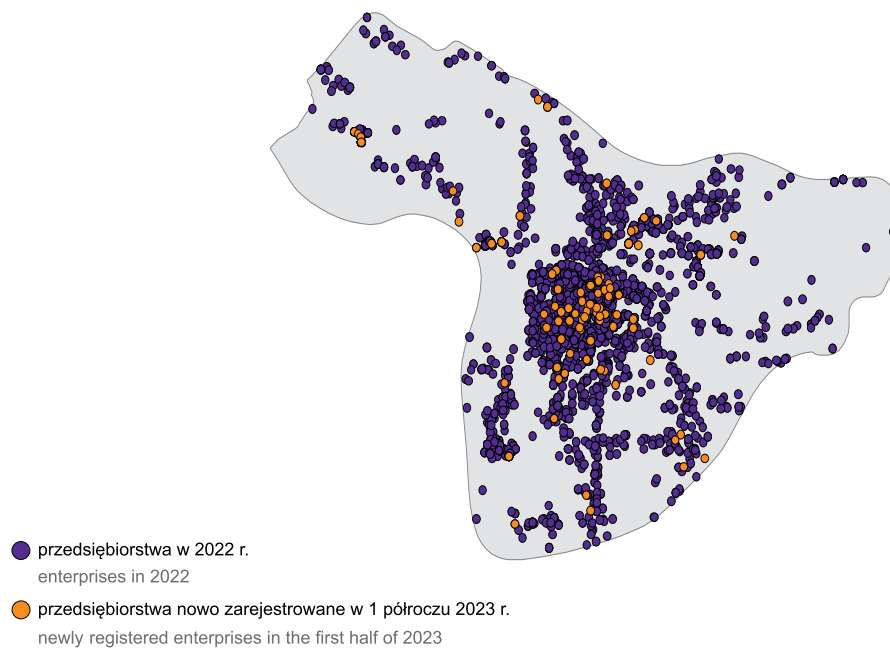 przedsiębiorstwa w 2022 r.
enterprises in 2022
przedsiębiorstwa nowo zarejestrowane w 1 półroczu 2023 r.
newly registered enterprises in the first half of 2023